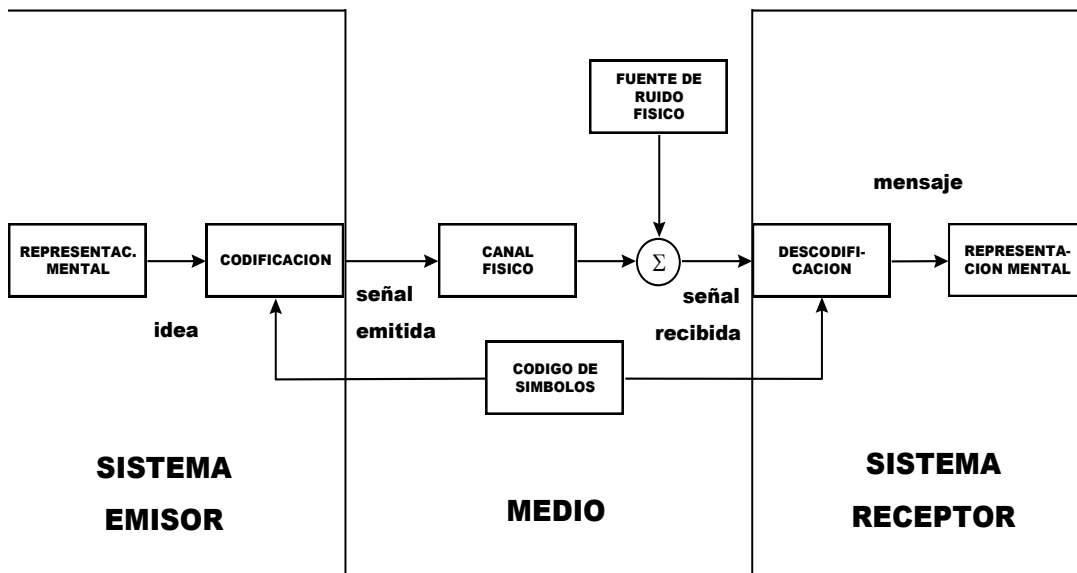 FUENTE DE
RUIDO
FISICO
mensaje
REPRESENTAC.
MENTAL
CODIFICACION
CANAL
FISICO
Σ
DESCODIFI-
CACION
REPRESENTA-
CION MENTAL
idea
señal
emitida
señal
recibida
CODIGO DE
SIMBOLOS
SISTEMA
EMISOR
MEDIO
SISTEMA
RECEPTOR